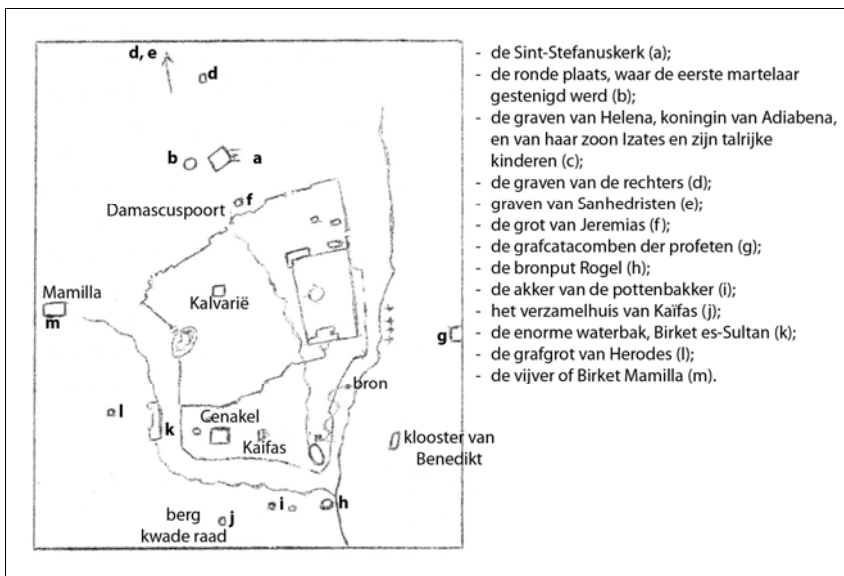 d, e
d
b
a
f
Damascuspoort
Kalvarië
Mamilla
m
g
bron
l
k
Cenakel
Kaïfas
klooster van
Benedikt
i
h
j
berg
kwade raad
- de Sint-Stefanuskerk (a);
- de ronde plaats, waar de eerste martelaar
gestenigd werd (b);
- de graven van Helena, koningin van Adiabena,
en van haar zoon Izates en zijn talrijke
kinderen (c);
- de graven van de rechters (d);
- graven van Sanhedristen (e);
- de grot van Jeremias (f);
- de grafcatacomben der profeten (g);
- de bronput Rogel (h);
- de akker van de pottenbakker (i);
- het verzamelhuis van Kaïfas (j);
- de enorme waterbak, Birket es-Sultan (k);
- de grafgrot van Herodes (l);
- de vijver of Birket Mamilla (m).